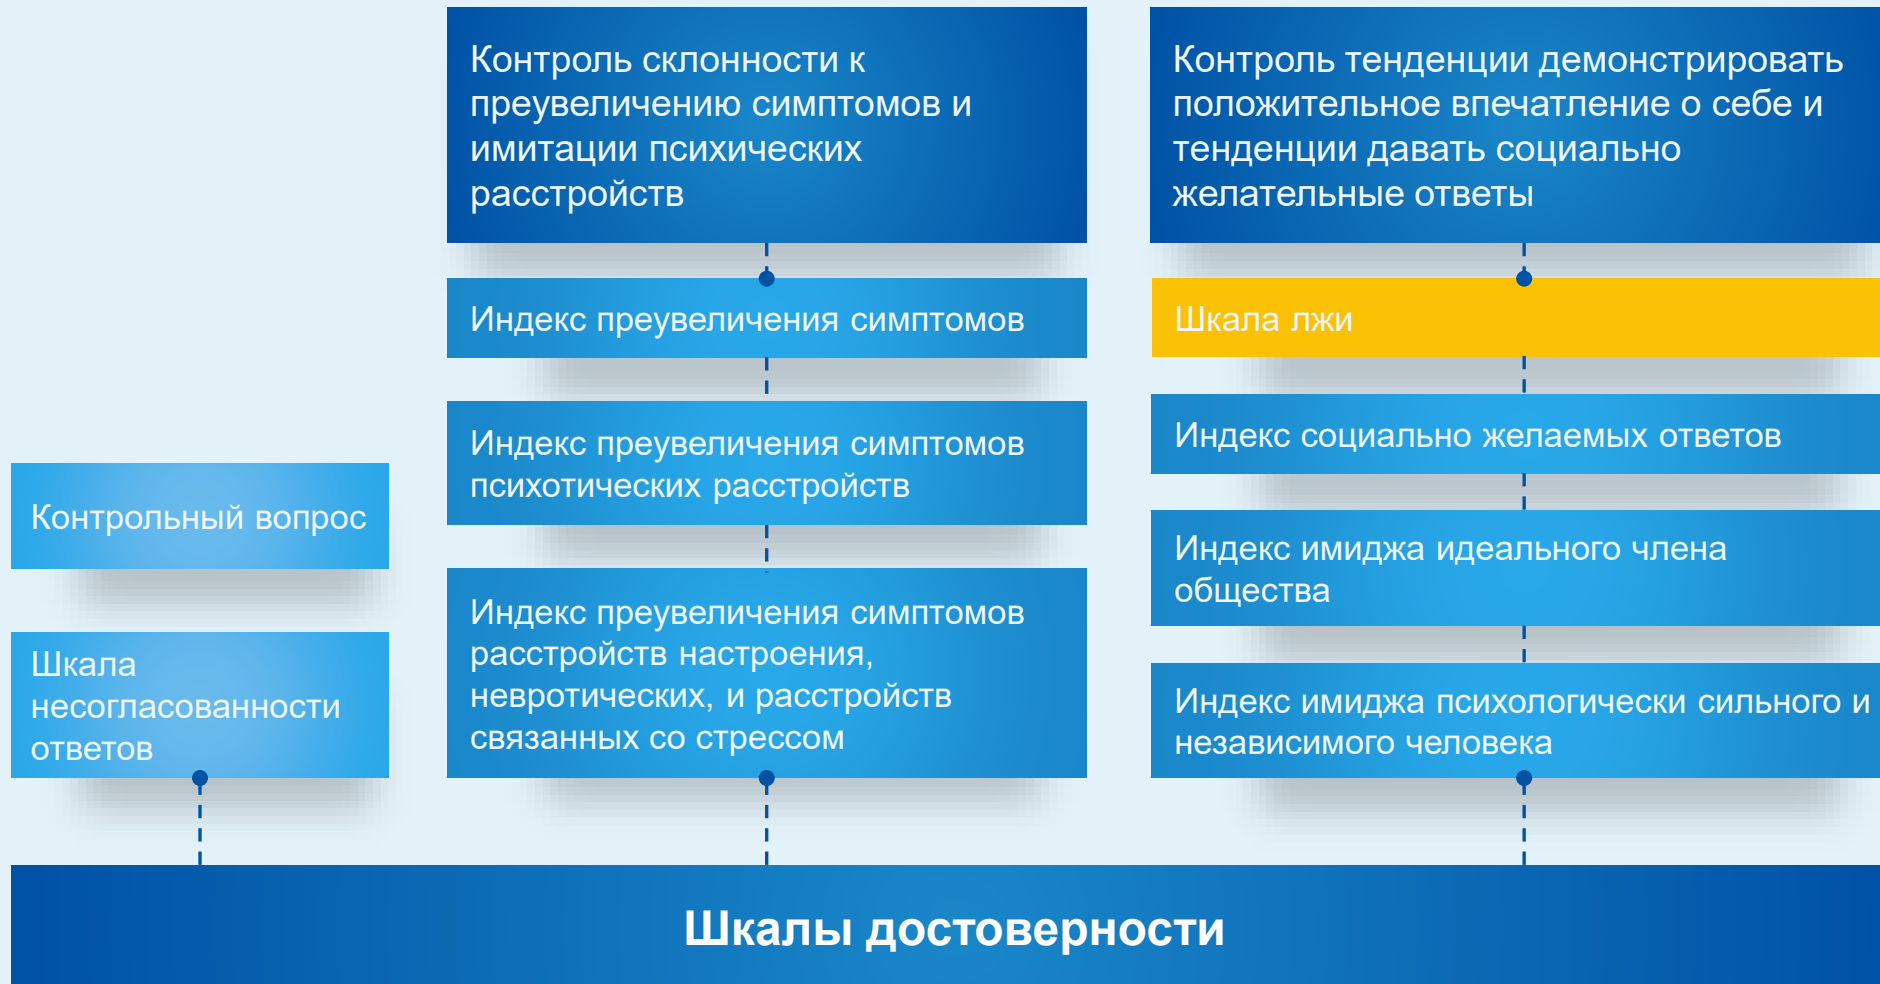 Контроль склонности к
преувеличению симптомов и
имитации психических
расстройств
Индекс преувеличения симптомов
Индекс преувеличения симптомов
психотических расстройств
Индекс преувеличения симптомов
расстройств настроения,
невротических, и расстройств
связанных со стрессом
Контроль тенденции демонстрировать
положительное впечатление о себе и
тенденции давать социально
желательные ответы
Шкала лжи
Индекс социально желаемых ответов
Индекс имиджа идеального члена
общества
Индекс имиджа психологически сильного и
независимого человека
Контрольный вопрос
Шкала
несогласованности
ответов
Шкалы достоверности